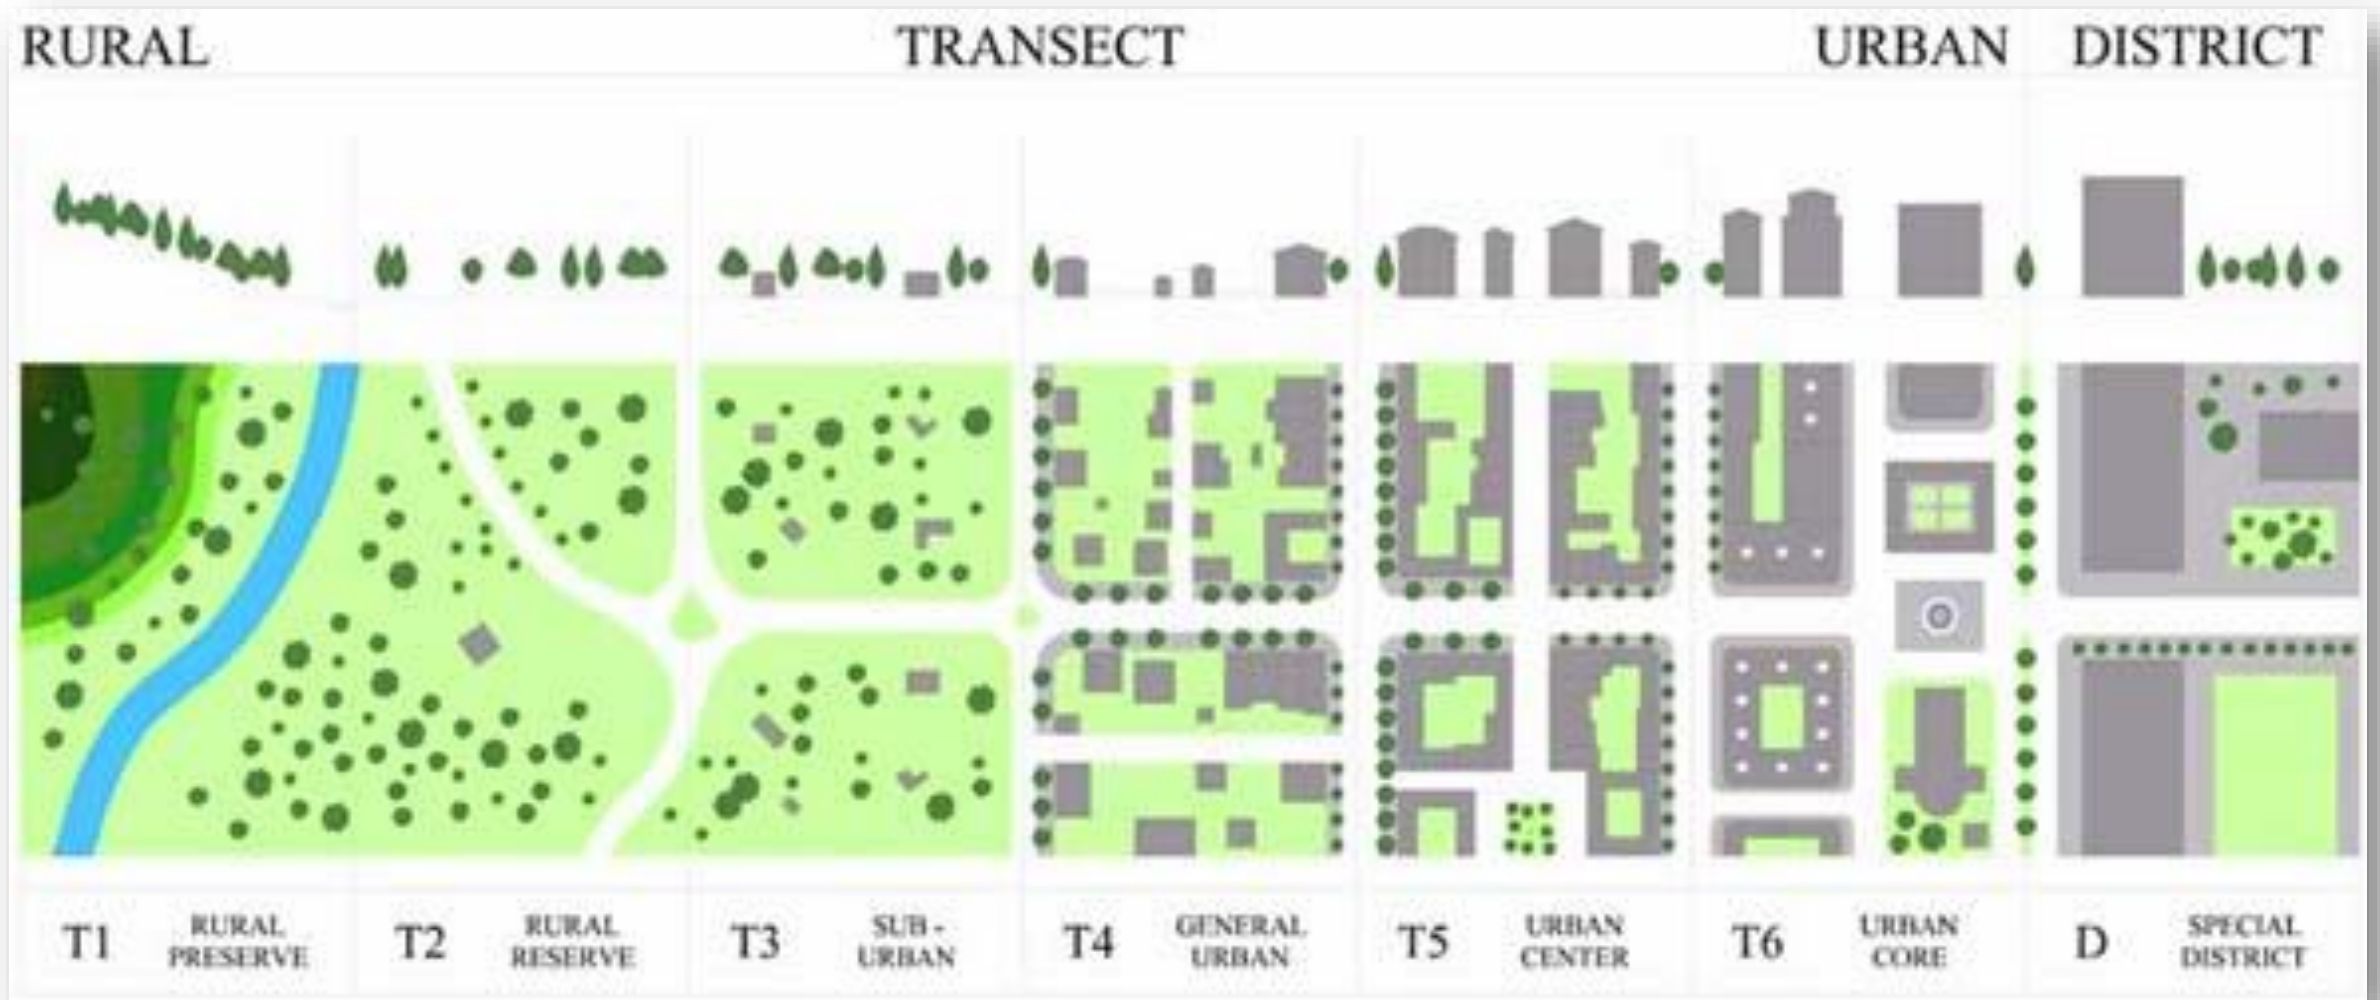 RURAL TRANSECT URBAN DISTRICT
T1 RURAL PRESERVE
T2 RURAL RESERVE
T3 SUB - URBAN
T4 GENERAL URBAN
T5 URBAN CENTER
T6 URBAN CORE
D SPECIAL DISTRICT